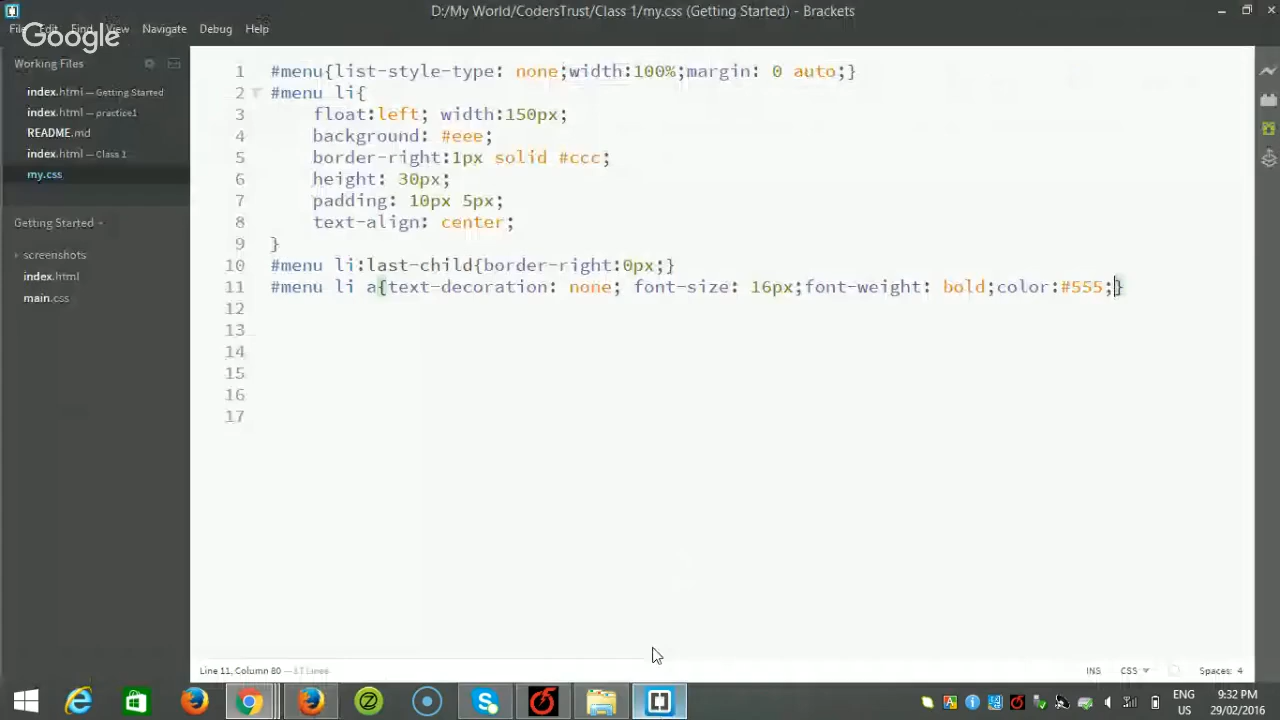 D:/My World/CodersTrust/Class 1/my.css (Getting Started) - Brackets
File Edit Find View Navigate Debug Help
Google
Working Files
index.html — Getting Started
index.html — practice1
README.md
index.html — Class 1
my.css
Getting Started
screenshots
index.html
main.css
1 #menu{list-style-type: none;width:100%;margin: 0 auto;}
2 #menu li{
3 float:left; width:150px;
4 background: #eee;
5 border-right:1px solid #ccc;
6 height: 30px;
7 padding: 10px 5px;
8 text-align: center;
9 }
10 #menu li:last-child{border-right:0px;}
11 #menu li a{text-decoration: none; font-size: 16px;font-weight: bold;color:#555;}
12
13
14
15
16
17
Line 11, Column 80 — 17 Lines
INS CSS Spaces: 4
ENG 9:32 PM
US 29/02/2016